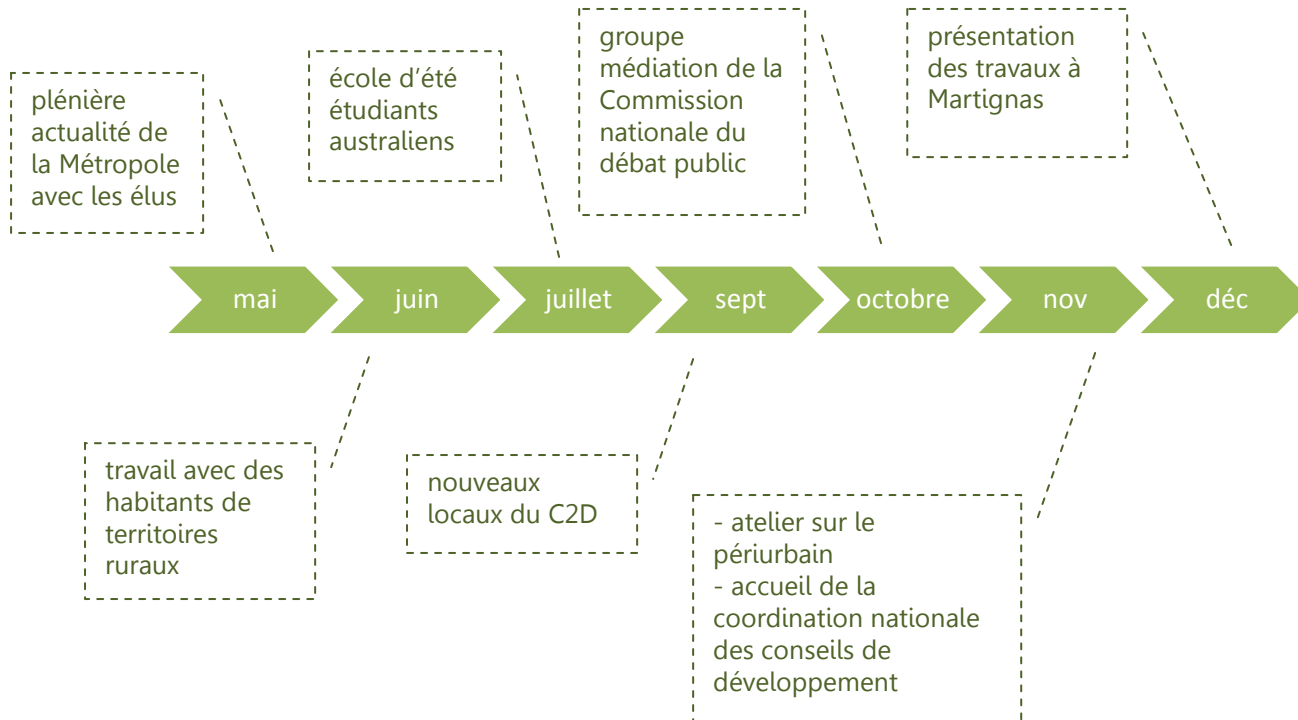 plénière
actualité de
la Métropole
avec les élus
école d’été
étudiants
australiens
groupe
médiation de la
Commission
nationale du
débat public
présentation
des travaux à
Martignas
mai
juin
juillet
sept
octobre
nov
déc
travail avec des
habitants de
territoires
ruraux
nouveaux
locaux du C2D
- atelier sur le
périurbain
- accueil de la
coordination nationale
des conseils de
développement